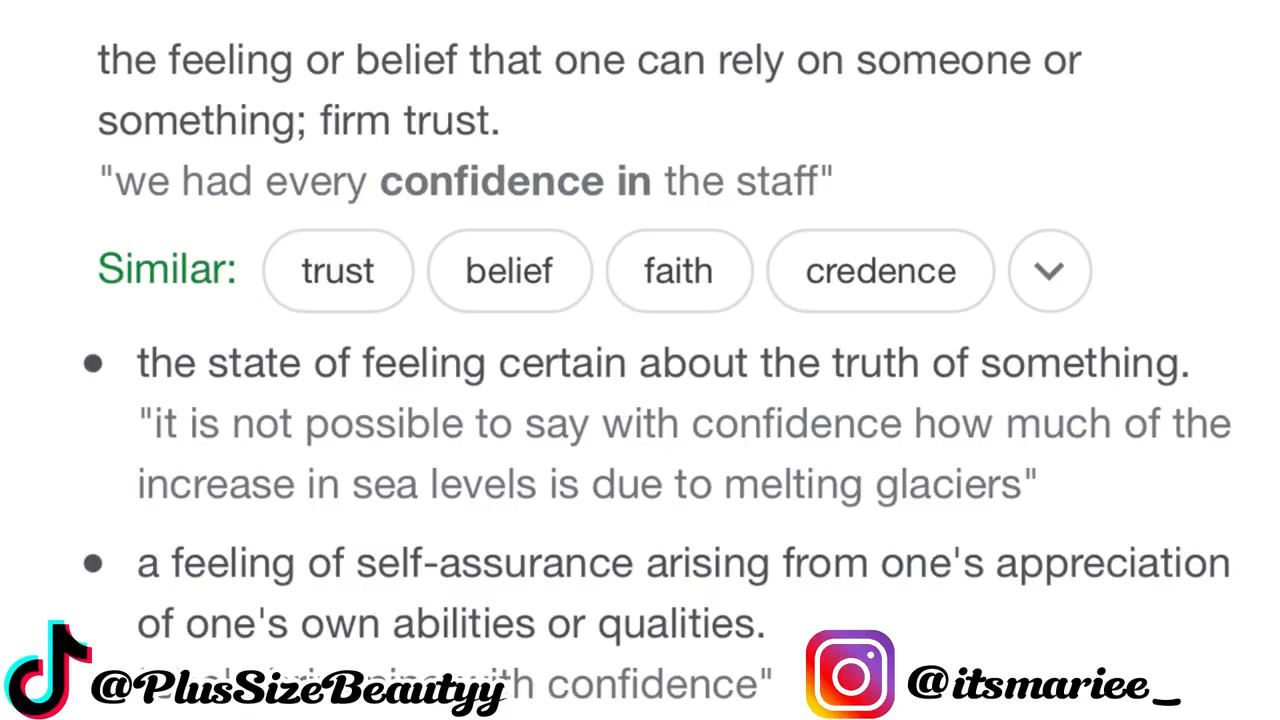 the feeling or belief that one can rely on someone or
something; firm trust.
"we had every confidence in the staff"
Similar: trust belief faith credence
• the state of feeling certain about the truth of something.
"it is not possible to say with confidence how much of the
increase in sea levels is due to melting glaciers"
• a feeling of self-assurance arising from one's appreciation
of one's own abilities or qualities.
with confidence"
@PlusSizeBeautyy @itsmariee_